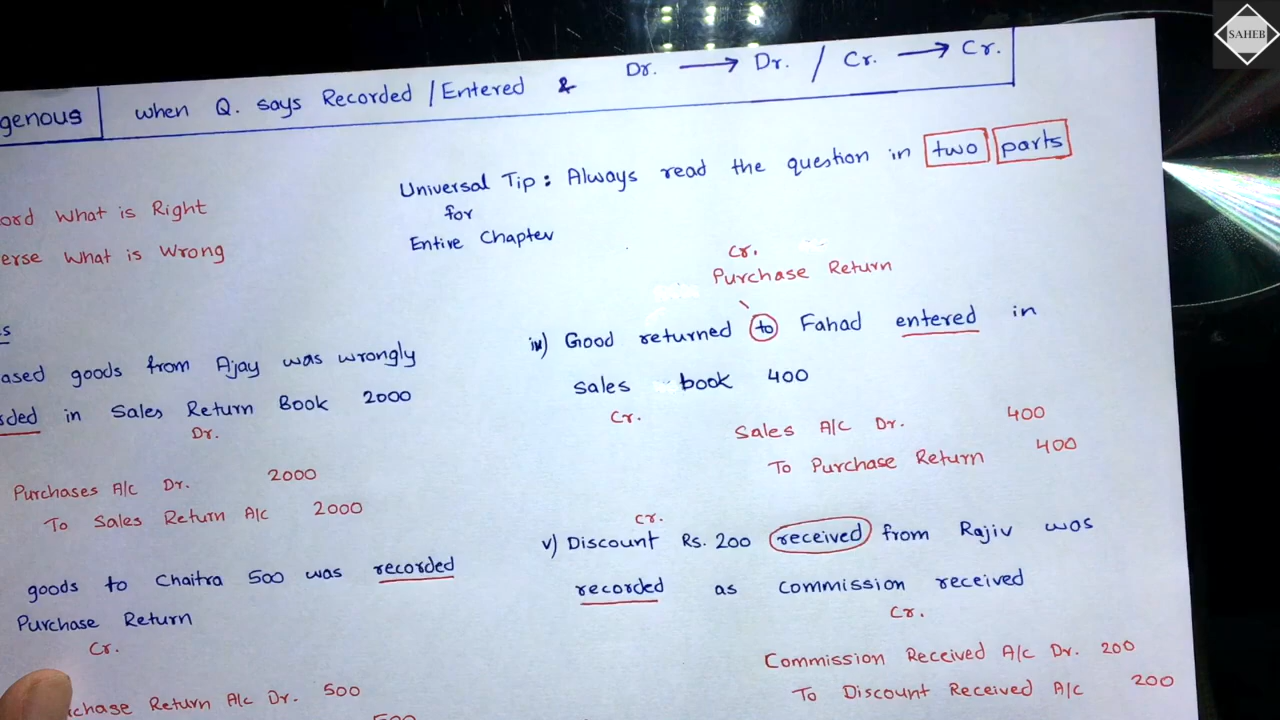 SAHEB
genous when Q. says Recorded / Entered & Dr. → Dr. / Cr. → Cr.
ord What is Right
erse What is Wrong
Universal Tip : Always read the question in two parts
for
Entire Chapter
s
ased goods from Ajay was wrongly
ded in Sales Return Book 2000
Dr.
Purchases A/c Dr. 2000
To Sales Return A/c 2000
goods to Chaitra 500 was recorded
Purchase Return
Cr.
chase Return A/c Dr. 500
500
Cr.
Purchase Return
iv) Good returned to Fahad entered in
sales book 400
Cr.
Sales A/c Dr. 400
To Purchase Return 400
Cr.
v) Discount Rs. 200 received from Rajiv was
recorded as commission received
Cr.
Commission Received A/c Dr. 200
To Discount Received A/c 200